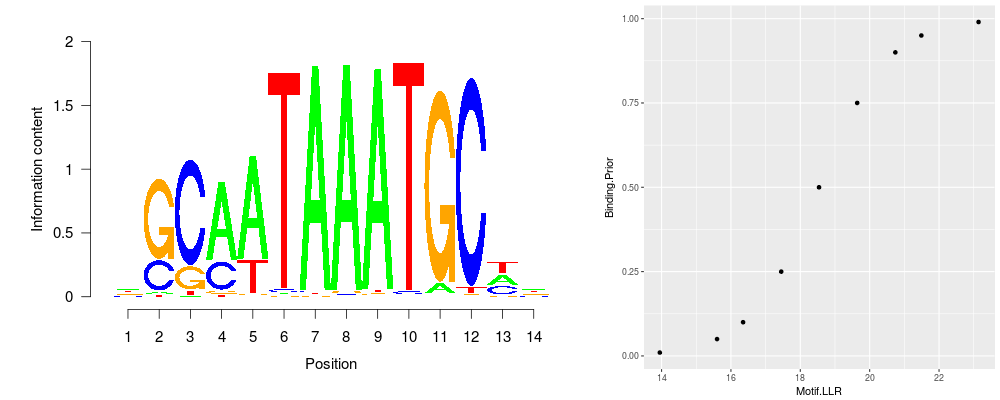 2
1.5
1
0.5
0
Information content
GCAATAAATGC
CGCT
A
T
A
C
1 2 3 4 5 6 7 8 9 10 11 12 13 14
Position
1.00
0.75
0.50
0.25
0.00
Binding.Prior
14 16 18 20 22
Motif.LLR